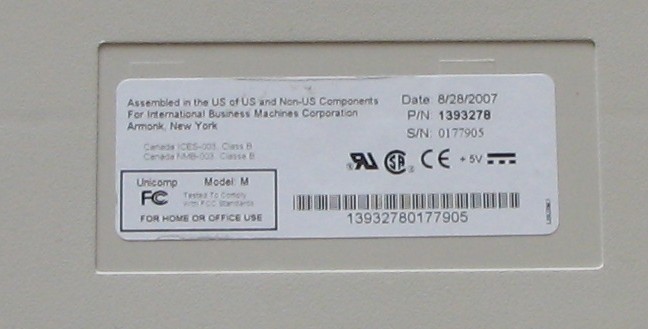 Assembled in the US of US and Non-US Components
For International Business Machines Corporation
Armonk, New York
Canada ICES-003, Class B
Canada NMB-003, Classe B
Date: 8/28/2007
P/N: 1393278
S/N: 0177905
CE + 5V
Unicomp Model: M
FC Tested To Comply
With FCC Standards
FOR HOME OR OFFICE USE
13932780177905